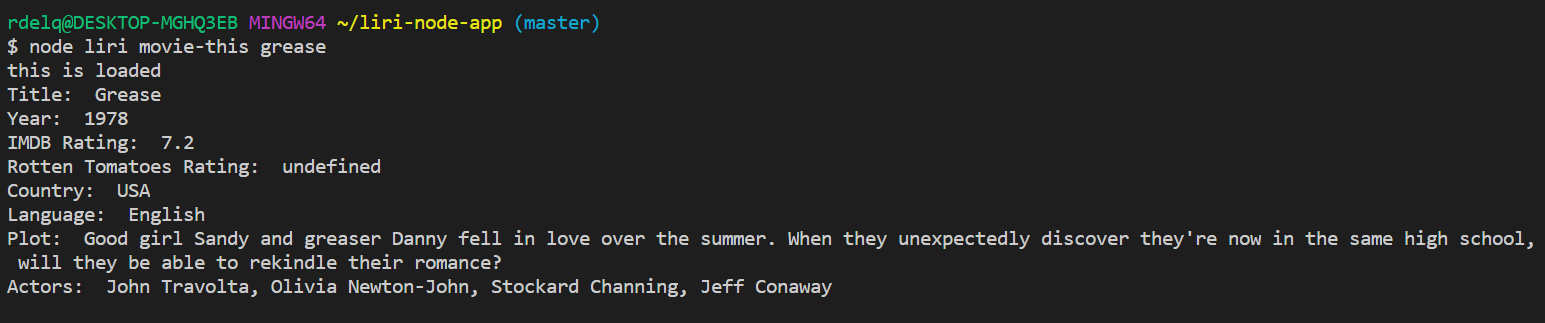 rdelq@DESKTOP-MGHQ3EB MINGW64 ~/liri-node-app (master)
$ node liri movie-this grease
this is loaded
Title:  Grease
Year:  1978
IMDB Rating:  7.2
Rotten Tomatoes Rating:  undefined
Country:  USA
Language:  English
Plot:  Good girl Sandy and greaser Danny fell in love over the summer. When they unexpectedly discover they're now in the same high school,
 will they be able to rekindle their romance?
Actors:  John Travolta, Olivia Newton-John, Stockard Channing, Jeff Conaway